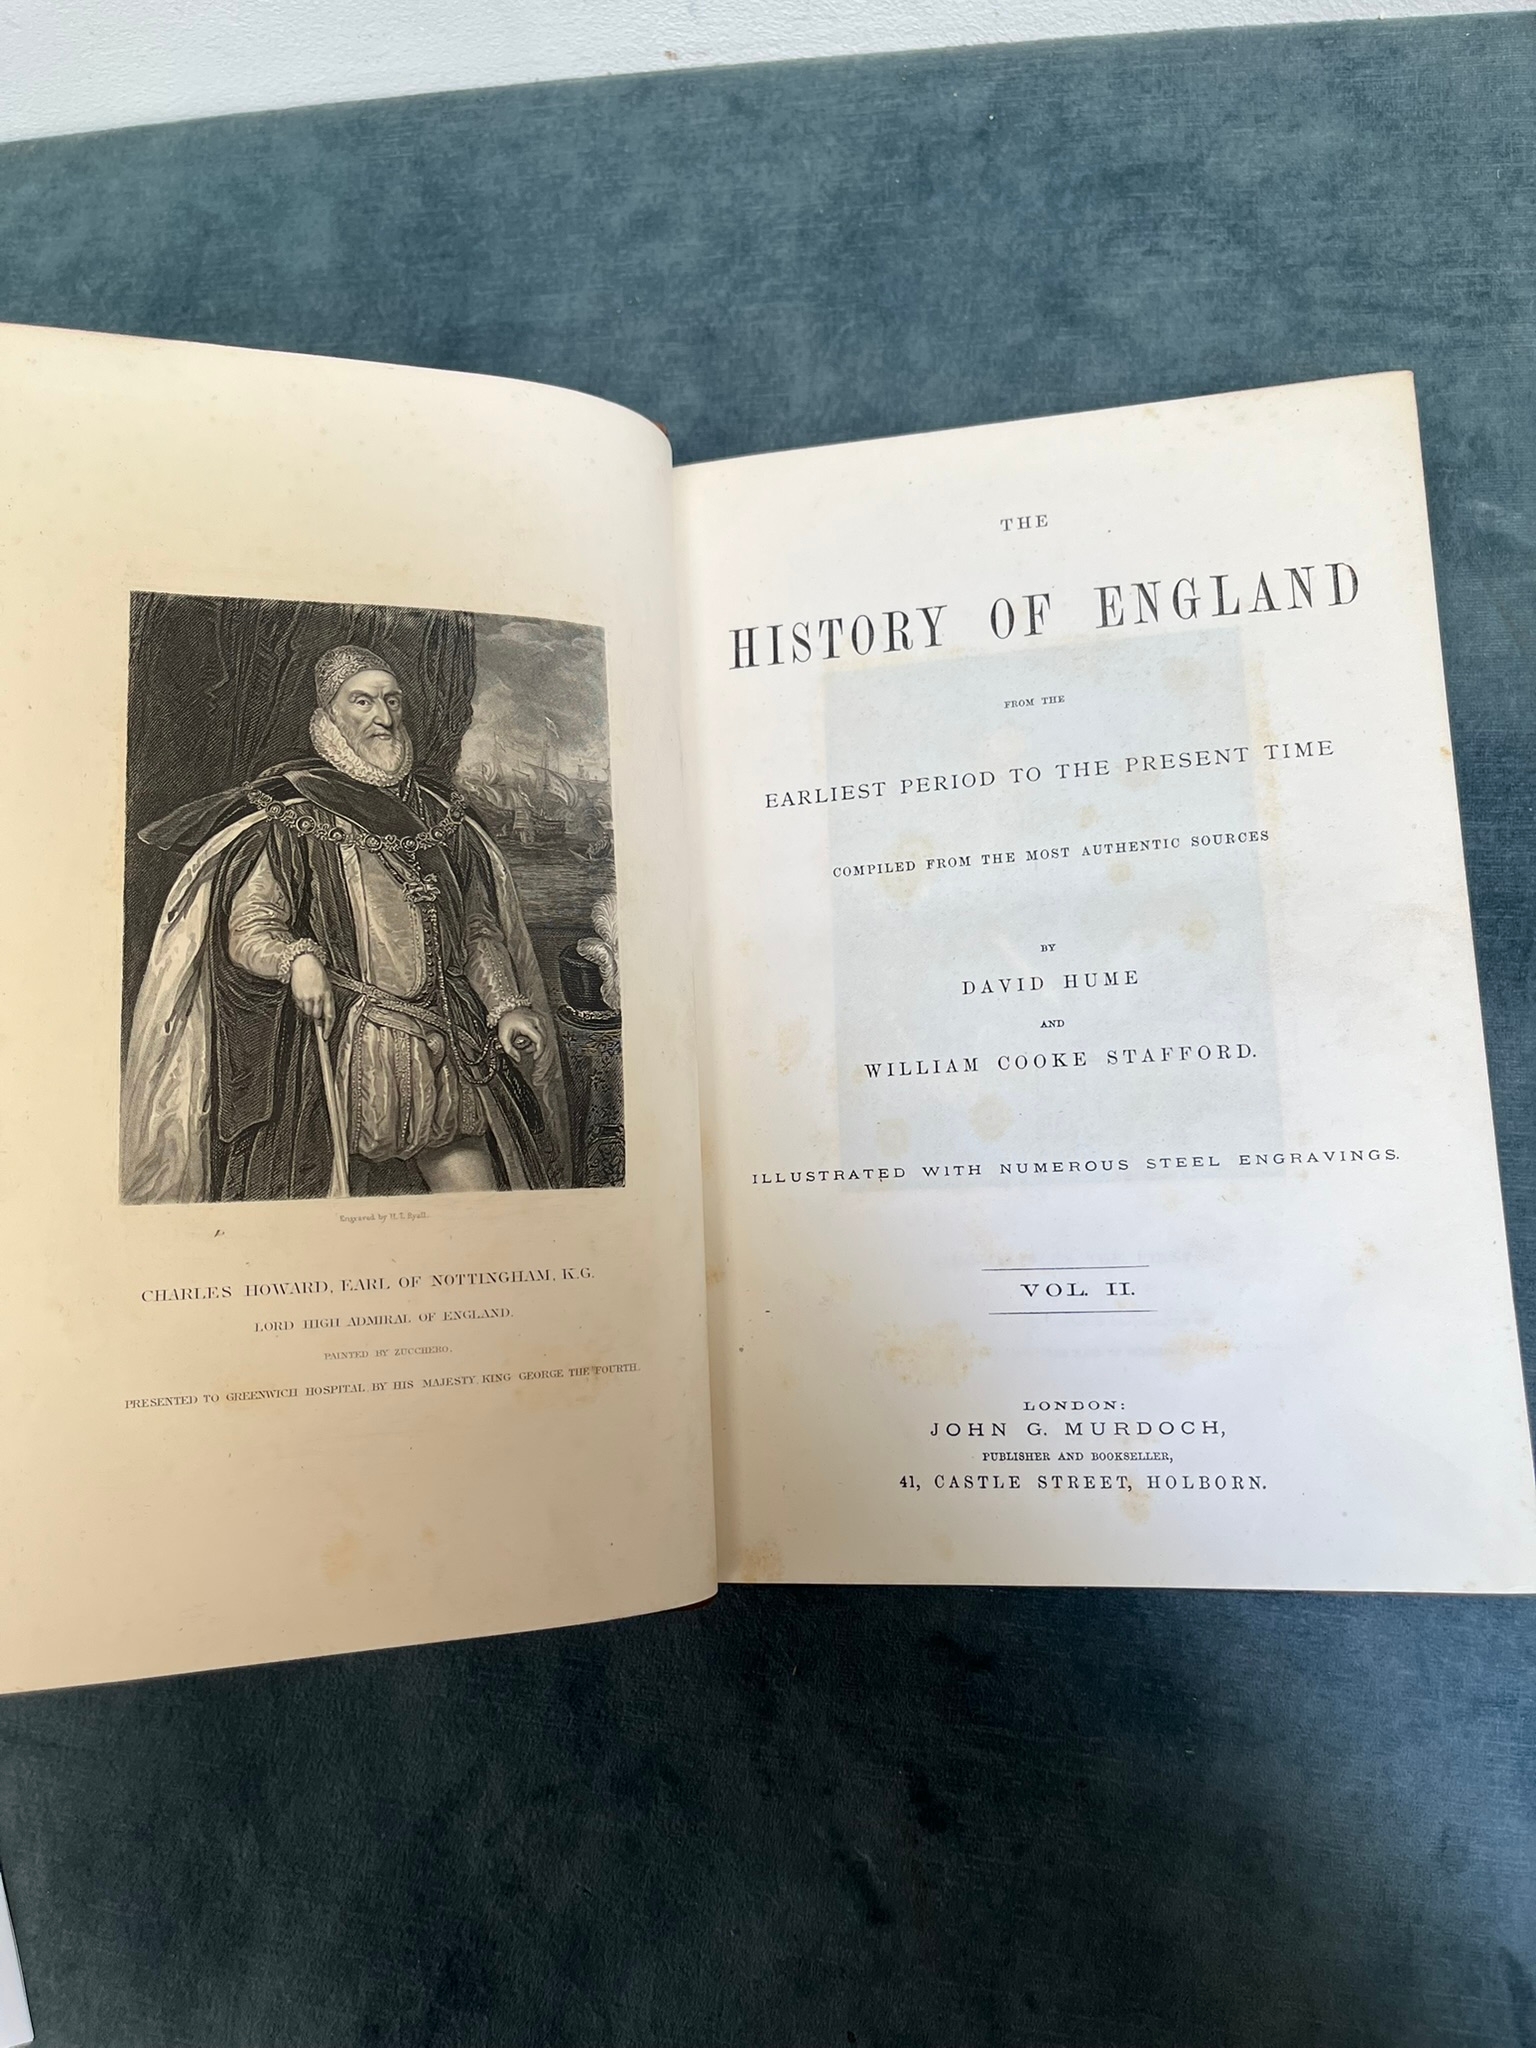 Engraved by H. T. Ryall.
CHARLES HOWARD, EARL OF NOTTINGHAM, K.G.
LORD HIGH ADMIRAL OF ENGLAND.
PAINTED BY ZUCCHERO.
PRESENTED TO GREENWICH HOSPITAL BY HIS MAJESTY KING GEORGE THE FOURTH.
THE
HISTORY OF ENGLAND
FROM THE
EARLIEST PERIOD TO THE PRESENT TIME
COMPILED FROM THE MOST AUTHENTIC SOURCES
BY
DAVID HUME
AND
WILLIAM COOKE STAFFORD.
ILLUSTRATED WITH NUMEROUS STEEL ENGRAVINGS.
VOL. II.
LONDON:
JOHN G. MURDOCH,
PUBLISHER AND BOOKSELLER,
41, CASTLE STREET, HOLBORN.